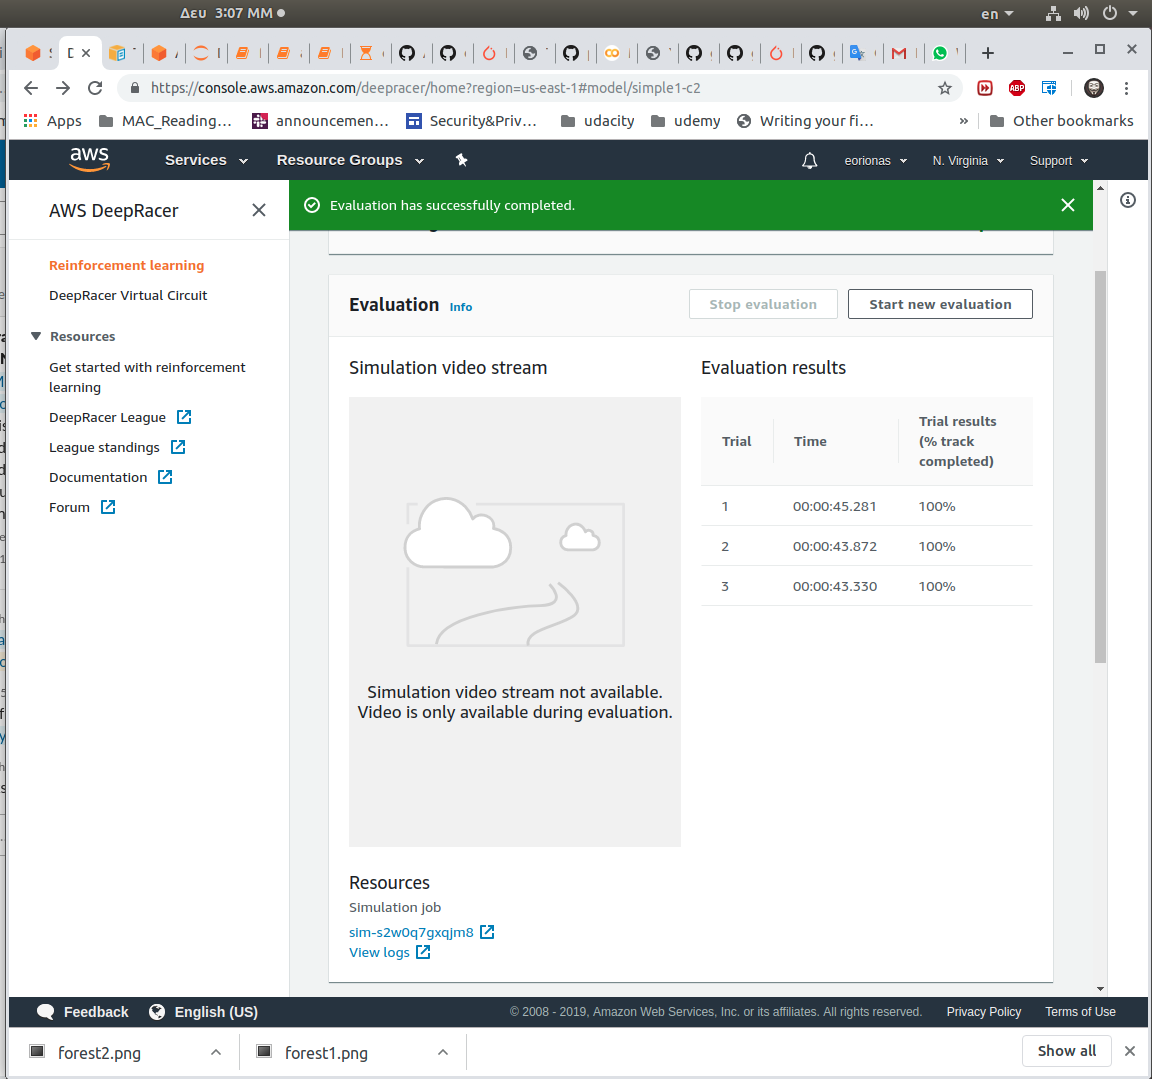 Δευ 3:07 ΜΜ
en
https://console.aws.amazon.com/deepracer/home?region=us-east-1#model/simple1-c2
ABP
Apps
MAC_Reading...
announcemen...
Security&Priv...
udacity
udemy
Writing your fi...
»
Other bookmarks
aws
Services
Resource Groups
eorionas
N. Virginia
Support
AWS DeepRacer
Evaluation has successfully completed.
Reinforcement learning
DeepRacer Virtual Circuit
Resources
Get started with reinforcement
learning
DeepRacer League
League standings
Documentation
Forum
Evaluation
Info
Stop evaluation
Start new evaluation
Simulation video stream
Evaluation results
Trial
Time
Trial results
(% track
completed)
1 00:00:45.281 100%
2 00:00:43.872 100%
3 00:00:43.330 100%
Simulation video stream not available.
Video is only available during evaluation.
Resources
Simulation job
sim-s2w0q7gxqjm8
View logs
Feedback
English (US)
© 2008 - 2019, Amazon Web Services, Inc. or its affiliates. All rights reserved.
Privacy Policy
Terms of Use
forest2.png
forest1.png
Show all